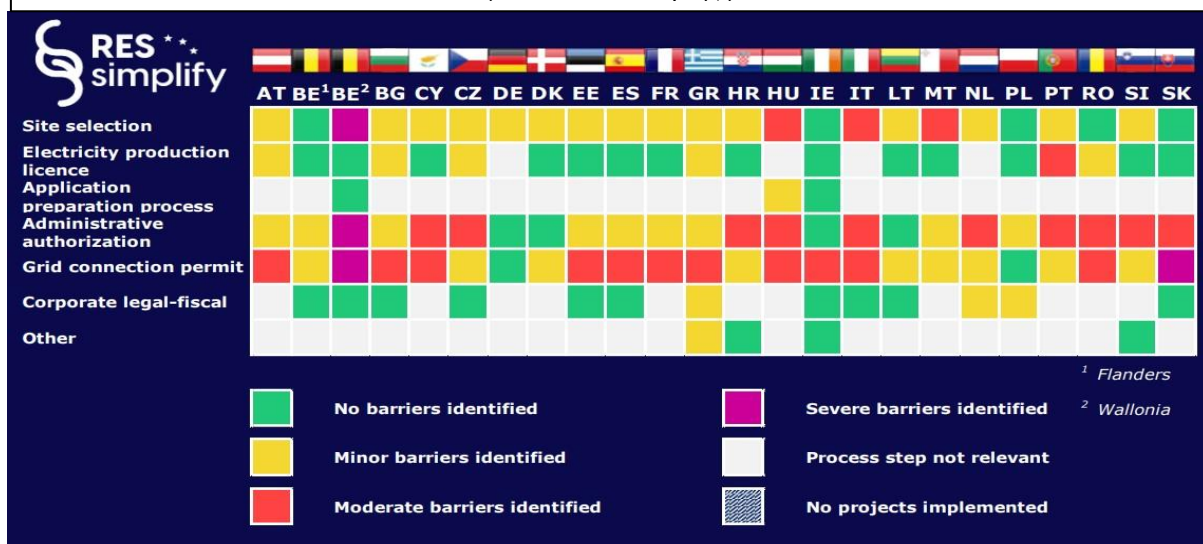 RES
simplify
AT BE¹ BE² BG CY CZ DE DK EE ES FR GR HR HU IE IT LT MT NL PL PT RO SI SK
Site selection
Electricity production
licence
Application
preparation process
Administrative
authorization
Grid connection permit
Corporate legal-fiscal
Other
¹ Flanders
No barriers identified
Severe barriers identified
² Wallonia
Minor barriers identified
Process step not relevant
Moderate barriers identified
No projects implemented